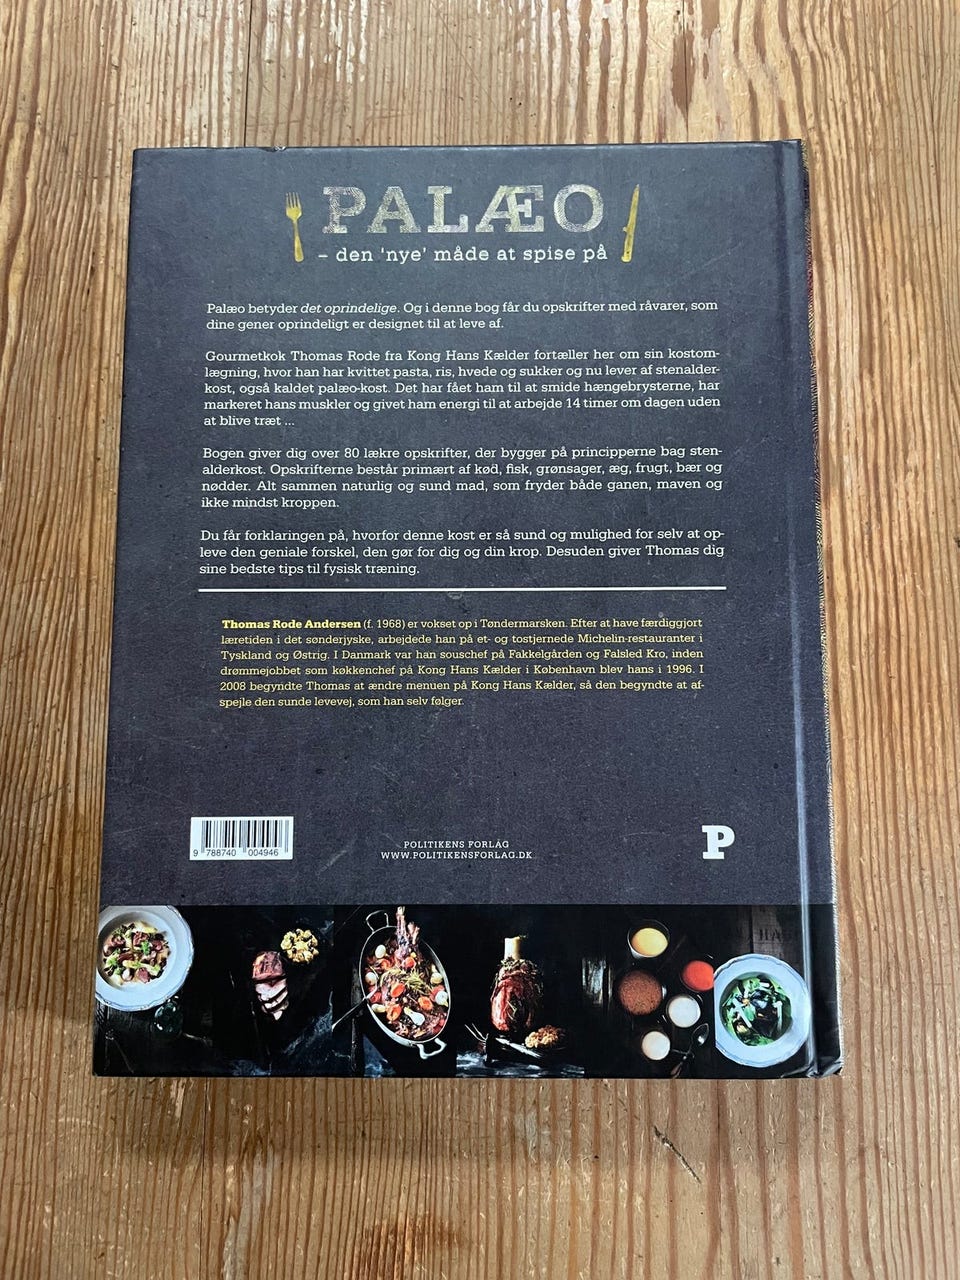 PALÆO
– den 'nye' måde at spise på
Palæo betyder det oprindelige. Og i denne bog får du opskrifter med råvarer, som
dine gener oprindeligt er designet til at leve af.
Gourmetkok Thomas Rode fra Kong Hans Kælder fortæller her om sin kostom-
lægning, hvor han har kvittet pasta, ris, hvede og sukker og nu lever af stenalder-
kost, også kaldet palæo-kost. Det har fået ham til at smide hængebrysterne, har
markeret hans muskler og givet ham energi til at arbejde 14 timer om dagen uden
at blive træt ...
Bogen giver dig over 80 lækre opskrifter, der bygger på principperne bag sten-
alderkost. Opskrifterne består primært af kød, fisk, grønsager, æg, frugt, bær og
nødder. Alt sammen naturlig og sund mad, som fryder både ganen, maven og
ikke mindst kroppen.
Du får forklaringen på, hvorfor denne kost er så sund og mulighed for selv at op-
leve den geniale forskel, den gør for dig og din krop. Desuden giver Thomas dig
sine bedste tips til fysisk træning.
Thomas Rode Andersen (f. 1968) er vokset op i Tøndermarsken. Efter at have færdiggjort
læretiden i det sønderjyske, arbejdede han på et- og tostjernede Michelin-restauranter i
Tyskland og Østrig. I Danmark var han souschef på Fakkelgården og Falsled Kro, inden
drømmejobbet som køkkenchef på Kong Hans Kælder i København blev hans i 1996. I
2008 begyndte Thomas at ændre menuen på Kong Hans Kælder, så den begyndte at af-
spejle den sunde levevej, som han selv følger.
9 788740 004946
POLITIKENS FORLAG
WWW.POLITIKENSFORLAG.DK
P